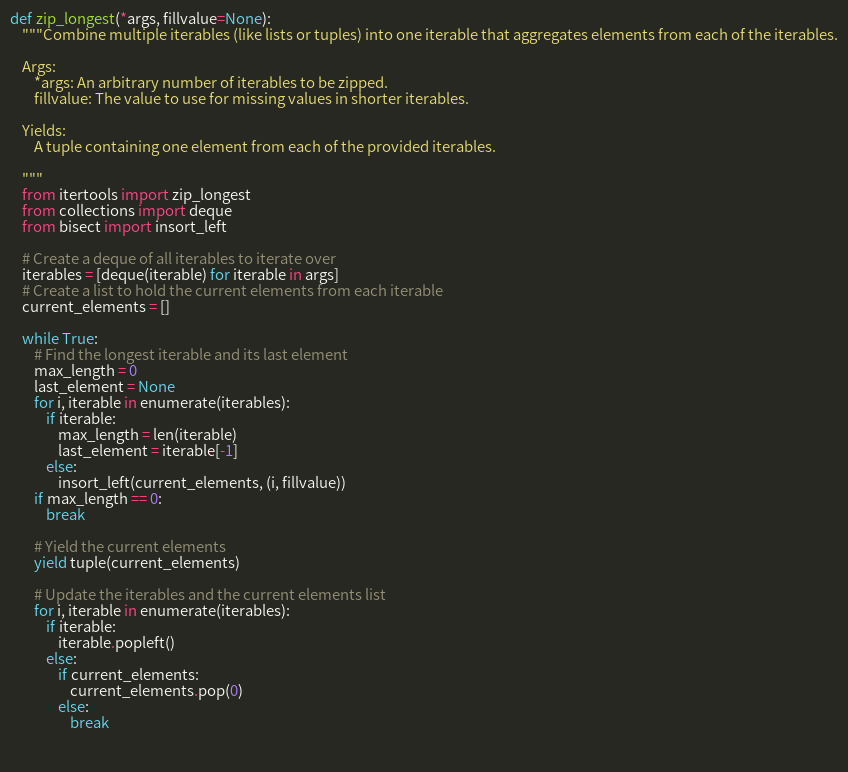 def zip_longest(*args, fillvalue=None):
    """Combine multiple iterables (like lists or tuples) into one iterable that aggregates elements from each of the iterables.

    Args:
        *args: An arbitrary number of iterables to be zipped.
        fillvalue: The value to use for missing values in shorter iterables.

    Yields:
        A tuple containing one element from each of the provided iterables.

    """
    from itertools import zip_longest
    from collections import deque
    from bisect import insort_left

    # Create a deque of all iterables to iterate over
    iterables = [deque(iterable) for iterable in args]
    # Create a list to hold the current elements from each iterable
    current_elements = []

    while True:
        # Find the longest iterable and its last element
        max_length = 0
        last_element = None
        for i, iterable in enumerate(iterables):
            if iterable:
                max_length = len(iterable)
                last_element = iterable[-1]
            else:
                insort_left(current_elements, (i, fillvalue))
        if max_length == 0:
            break

        # Yield the current elements
        yield tuple(current_elements)

        # Update the iterables and the current elements list
        for i, iterable in enumerate(iterables):
            if iterable:
                iterable.popleft()
            else:
                if current_elements:
                    current_elements.pop(0)
                else:
                    break